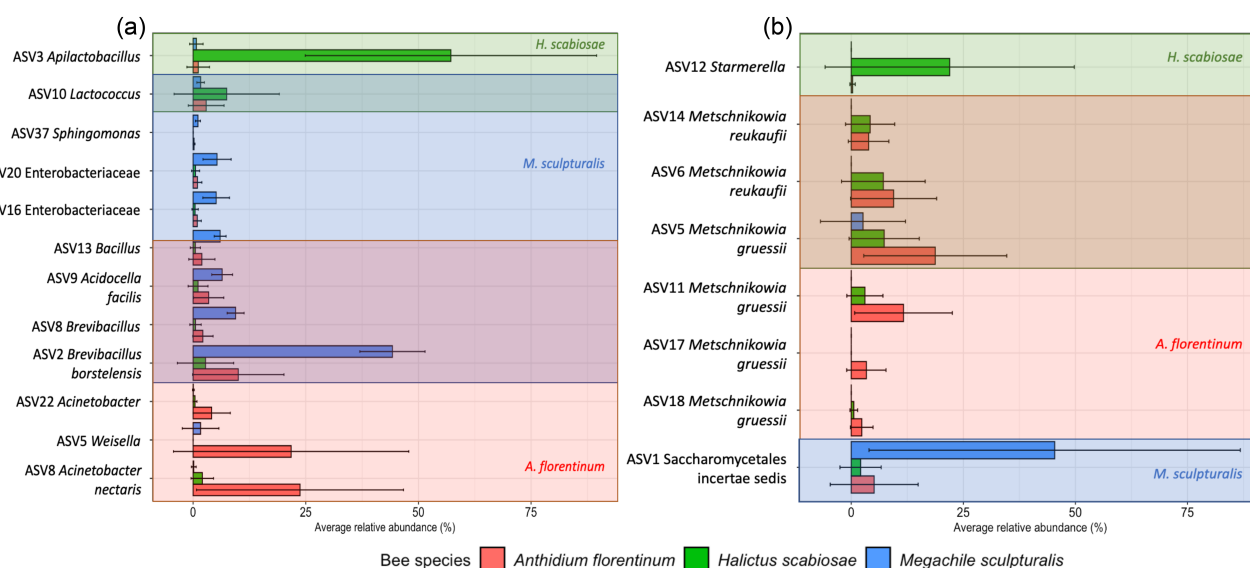 (a)
H. scabiosae
ASV3 Apilactobacillus
ASV10 Lactococcus
ASV37 Sphingomonas
M. sculpturalis
V20 Enterobacteriaceae
V16 Enterobacteriaceae
ASV13 Bacillus
ASV9 Acidocella
facilis
ASV8 Brevibacillus
ASV2 Brevibacillus
borstelensis
ASV22 Acinetobacter
ASV5 Weisella
A. florentinum
ASV8 Acinetobacter
nectaris
0 25 50 75
Average relative abundance (%)
(b)
H. scabiosae
ASV12 Starmerella
ASV14 Metschnikowia
reukaufii
ASV6 Metschnikowia
reukaufii
ASV5 Metschnikowia
gruessii
ASV11 Metschnikowia
gruessii
ASV17 Metschnikowia
gruessii
A. florentinum
ASV18 Metschnikowia
gruessii
ASV1 Saccharomycetales
incertae sedis
M. sculpturalis
0 25 50 75
Average relative abundance (%)
Bee species Anthidium florentinum Halictus scabiosae Megachile sculpturalis